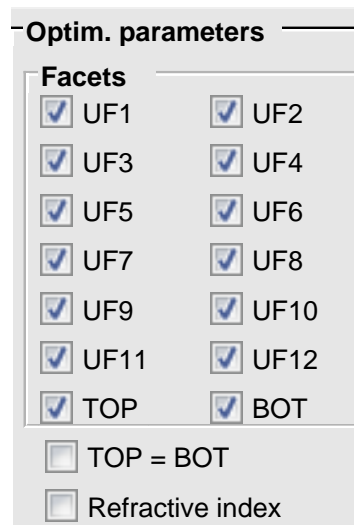 Optim. parameters
Facets
UF1 UF2
UF3 UF4
UF5 UF6
UF7 UF8
UF9 UF10
UF11 UF12
TOP BOT
TOP = BOT
Refractive index